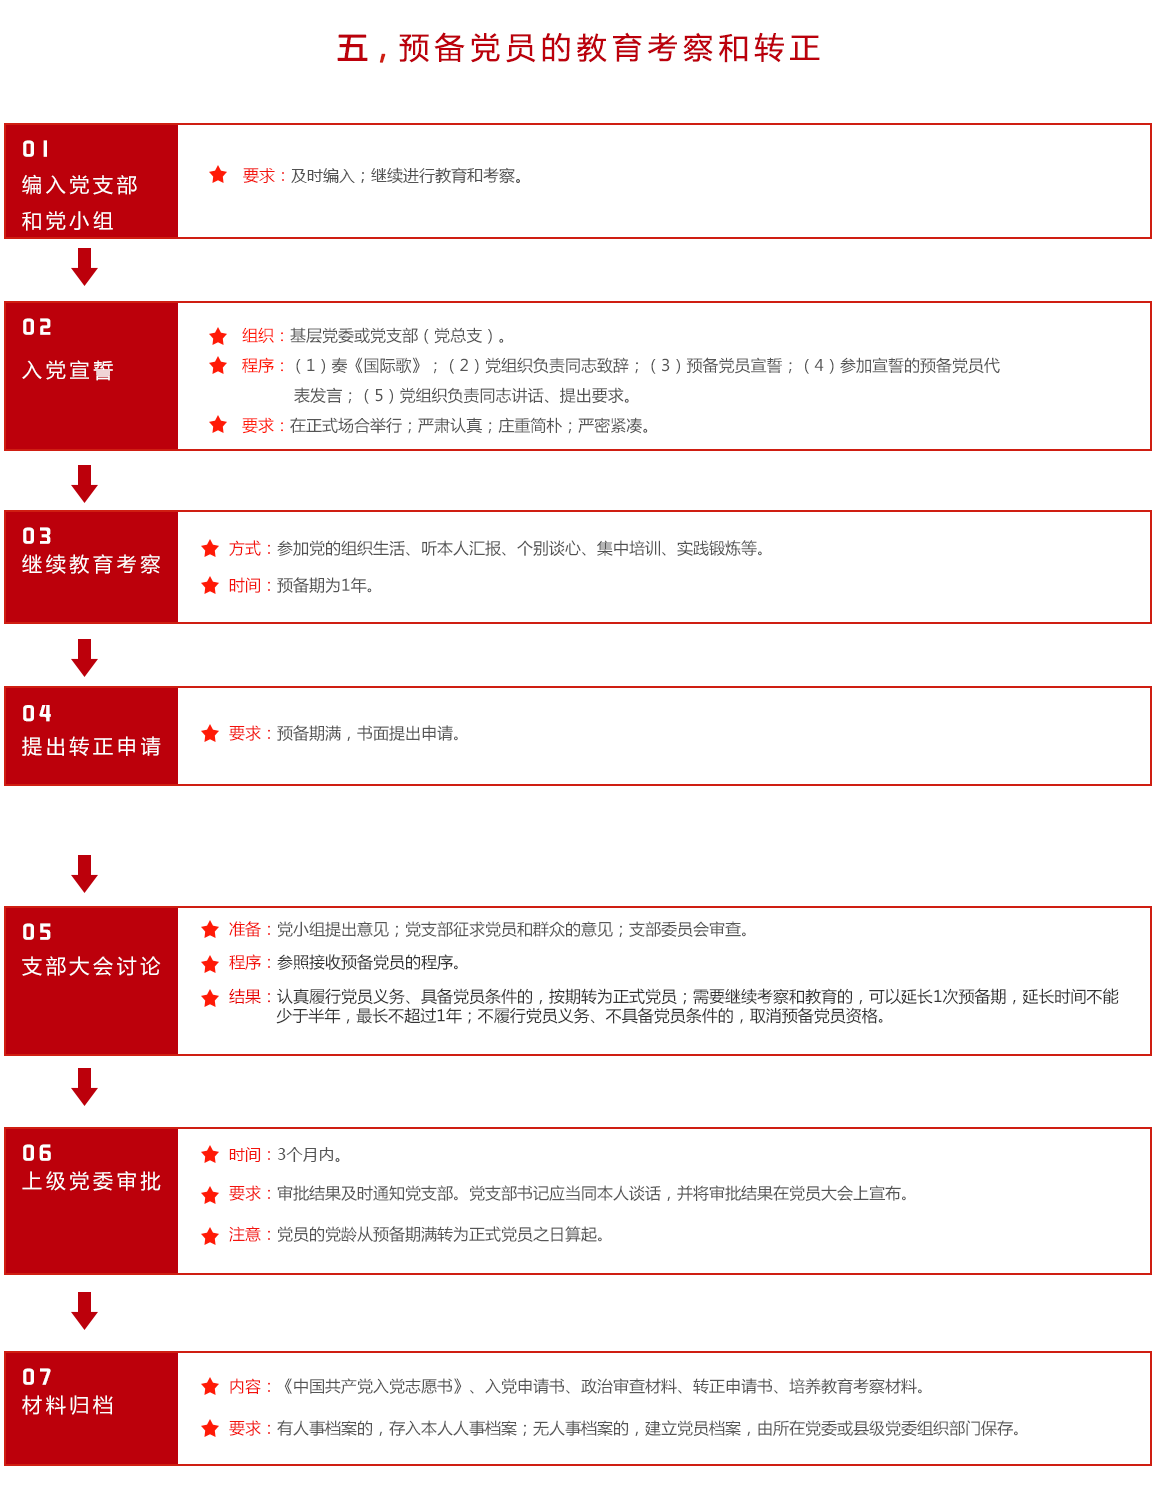 五,预备党员的教育考察和转正
01
编入党支部
和党小组
要求：及时编入；继续进行教育和考察。
02
入党宣誓
组织：基层党委或党支部（党总支）。
程序：（1）奏《国际歌》；（2）党组织负责同志致辞；（3）预备党员宣誓；（4）参加宣誓的预备党员代
表发言；（5）党组织负责同志讲话、提出要求。
要求：在正式场合举行；严肃认真；庄重简朴；严密紧凑。
03
继续教育考察
方式：参加党的组织生活、听本人汇报、个别谈心、集中培训、实践锻炼等。
时间：预备期为1年。
04
提出转正申请
要求：预备期满，书面提出申请。
05
支部大会讨论
准备：党小组提出意见；党支部征求党员和群众的意见；支部委员会审查。
程序：参照接收预备党员的程序。
结果：认真履行党员义务、具备党员条件的，按期转为正式党员；需要继续考察和教育的，可以延长1次预备期，延长时间不能
少于半年，最长不超过1年；不履行党员义务、不具备党员条件的，取消预备党员资格。
06
上级党委审批
时间：3个月内。
要求：审批结果及时通知党支部。党支部书记应当同本人谈话，并将审批结果在党员大会上宣布。
注意：党员的党龄从预备期满转为正式党员之日算起。
07
材料归档
内容：《中国共产党入党志愿书》、入党申请书、政治审查材料、转正申请书、培养教育考察材料。
要求：有人事档案的，存入本人人事档案；无人事档案的，建立党员档案，由所在党委或县级党委组织部门保存。